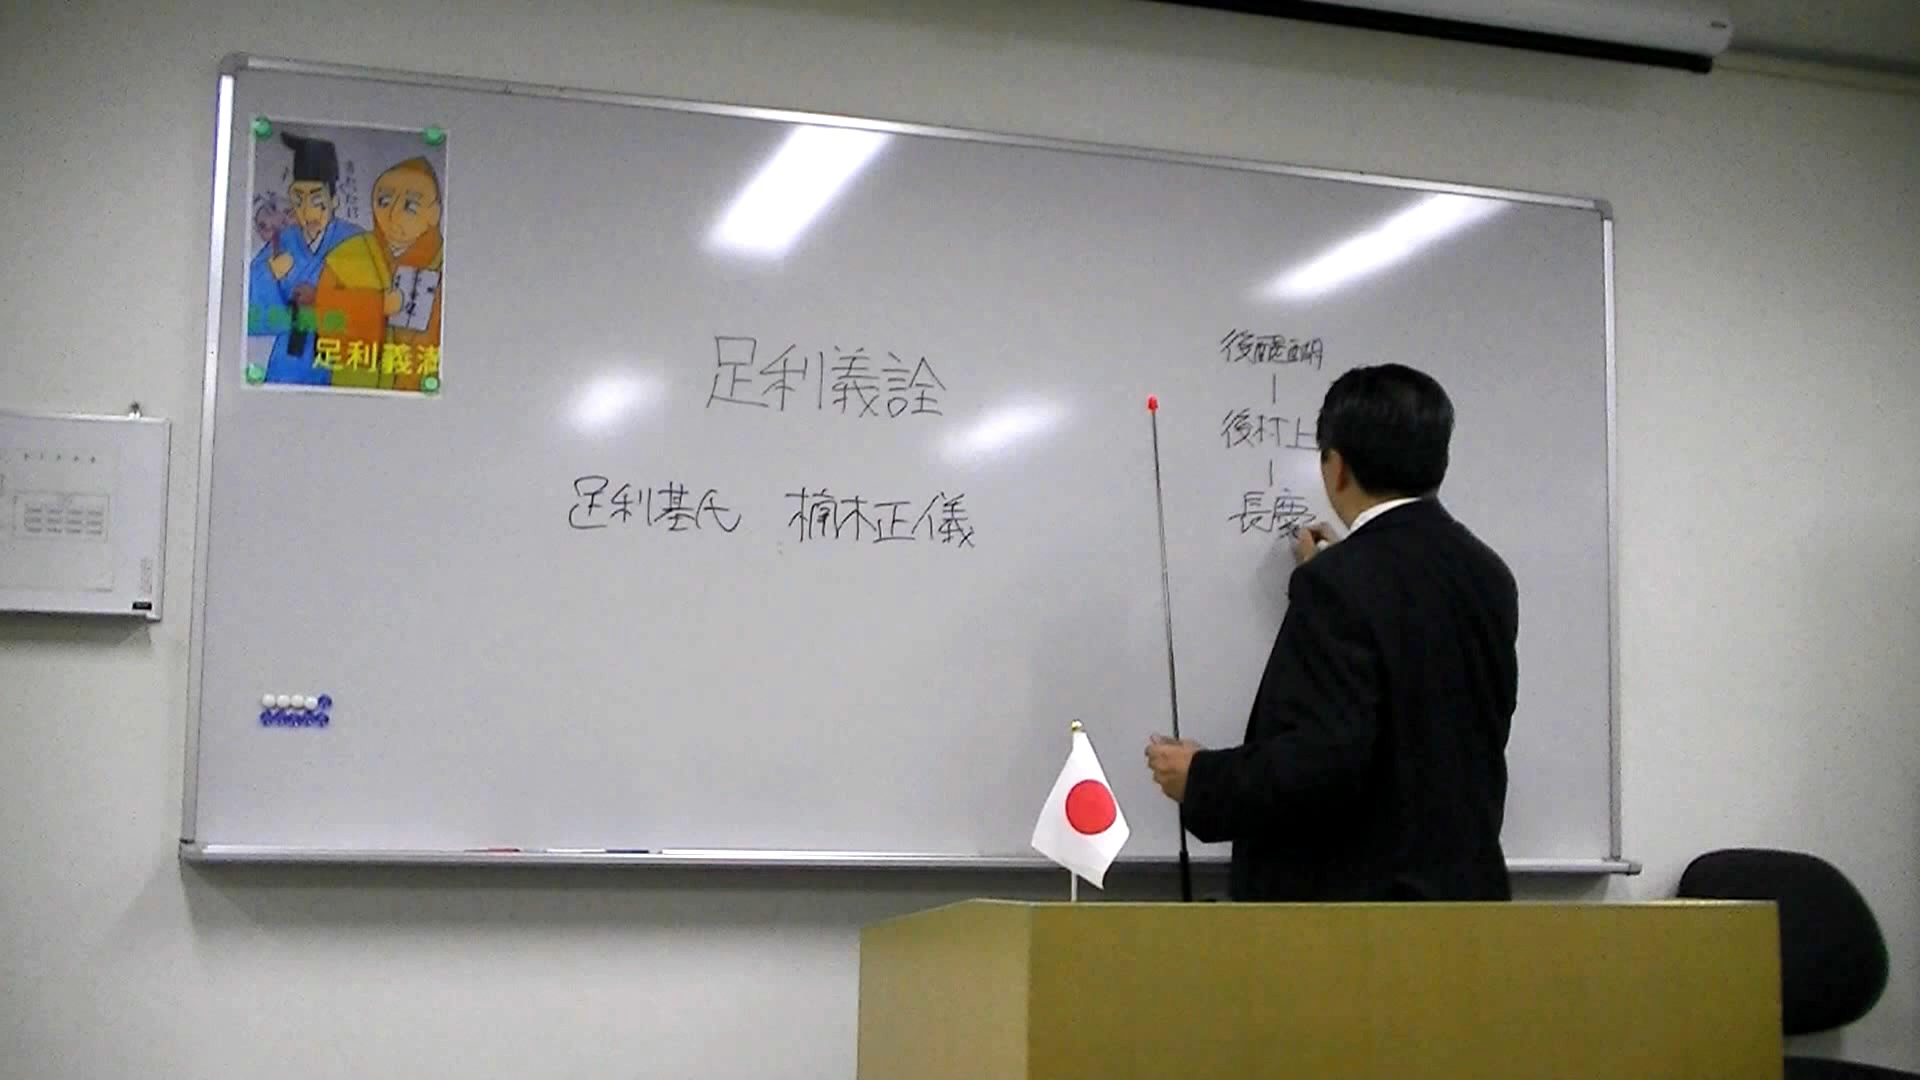 足利義満
足利義詮
足利基氏 楠木正儀
後醍醐
後村上
長慶